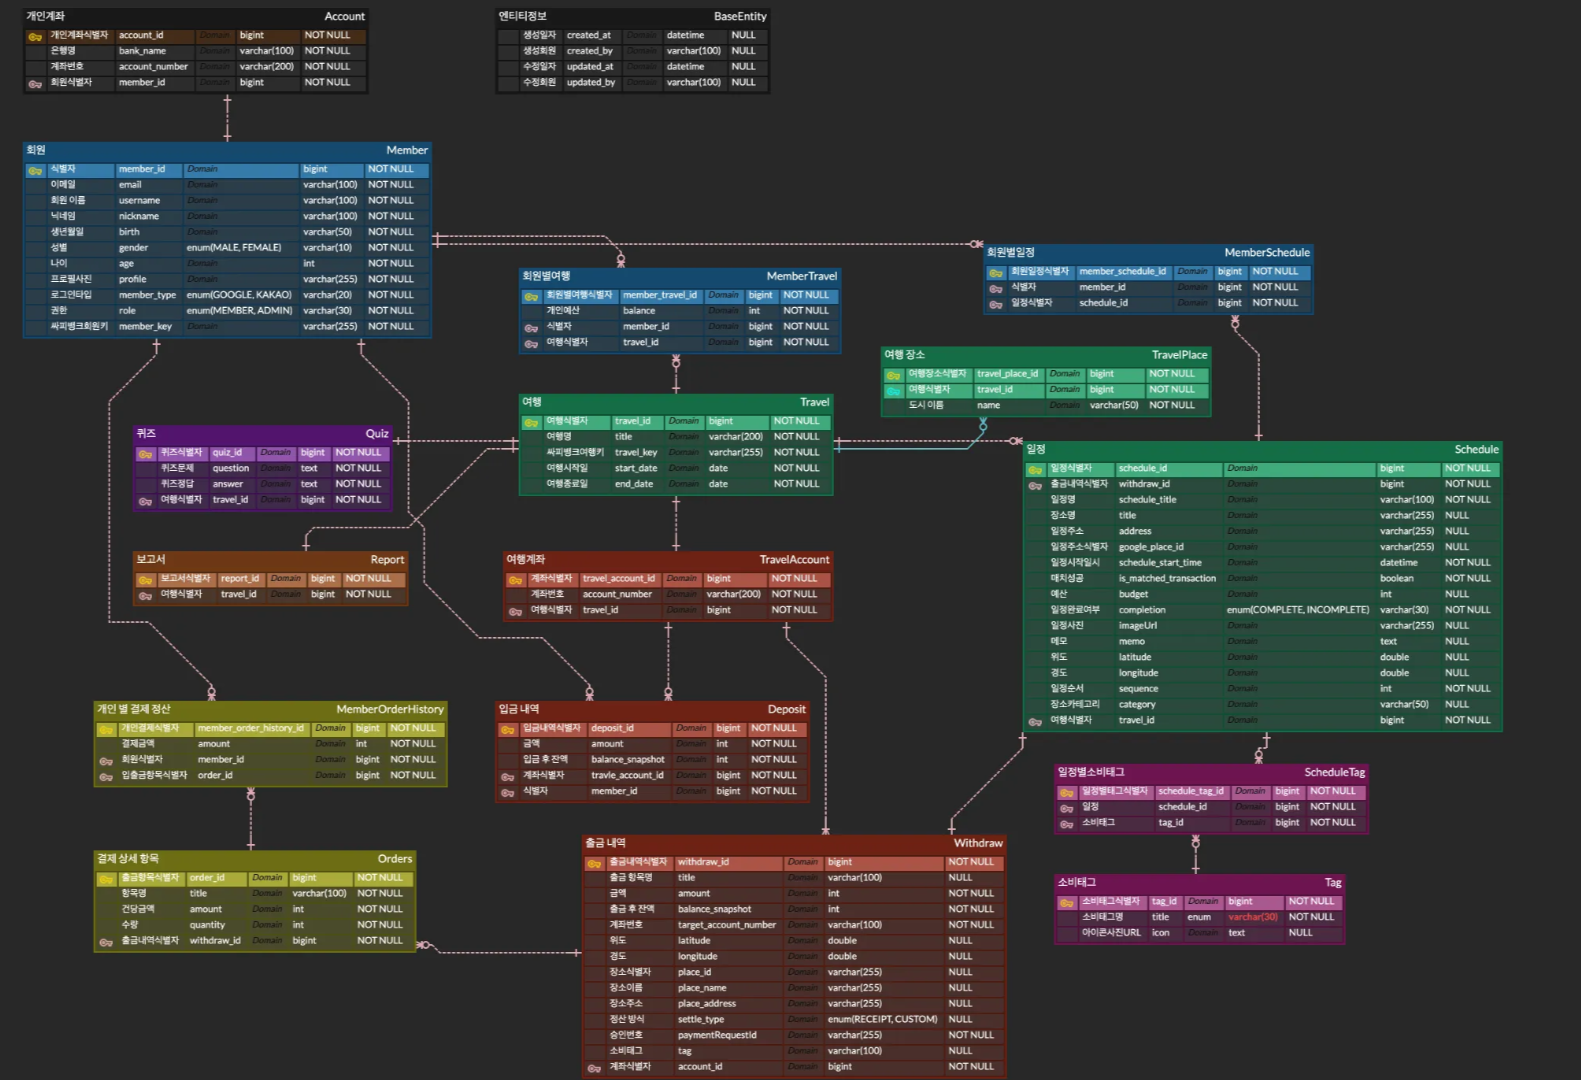 개인계좌 Account
개인계좌식별자 account_id Domain bigint NOT NULL
은행명 bank_name Domain varchar(100) NOT NULL
계좌번호 account_number Domain varchar(200) NOT NULL
회원식별자 member_id Domain bigint NOT NULL
엔티티정보 BaseEntity
생성일자 created_at Domain datetime NULL
생성회원 created_by Domain varchar(100) NULL
수정일자 updated_at Domain datetime NULL
수정회원 updated_by Domain varchar(100) NULL
회원 Member
식별자 member_id Domain bigint NOT NULL
이메일 email Domain varchar(100) NOT NULL
회원 이름 username Domain varchar(100) NOT NULL
닉네임 nickname Domain varchar(100) NOT NULL
생년월일 birth Domain varchar(50) NOT NULL
성별 gender enum(MALE, FEMALE) varchar(10) NOT NULL
나이 age Domain int NOT NULL
프로필사진 profile Domain varchar(255) NOT NULL
로그인타입 member_type enum(GOOGLE, KAKAO) varchar(20) NOT NULL
권한 role enum(MEMBER, ADMIN) varchar(30) NOT NULL
싸피뱅크회원키 member_key Domain varchar(255) NOT NULL
회원별여행 MemberTravel
회원별여행식별자 member_travel_id Domain bigint NOT NULL
개인예산 balance Domain int NOT NULL
식별자 member_id Domain bigint NOT NULL
여행식별자 travel_id Domain bigint NOT NULL
회원별일정 MemberSchedule
회원일정식별자 member_schedule_id Domain bigint NOT NULL
식별자 member_id Domain bigint NOT NULL
일정식별자 schedule_id Domain bigint NOT NULL
여행 장소 TravelPlace
여행장소식별자 travel_place_id Domain bigint NOT NULL
여행식별자 travel_id Domain bigint NOT NULL
도시 이름 name Domain varchar(50) NOT NULL
여행 Travel
여행식별자 travel_id Domain bigint NOT NULL
여행명 title Domain varchar(200) NOT NULL
싸피뱅크여행키 travel_key Domain varchar(255) NOT NULL
여행시작일 start_date Domain date NOT NULL
여행종료일 end_date Domain date NOT NULL
퀴즈 Quiz
퀴즈식별자 quiz_id Domain bigint NOT NULL
퀴즈문제 question Domain text NOT NULL
퀴즈정답 answer Domain text NOT NULL
여행식별자 travel_id Domain bigint NOT NULL
일정 Schedule
일정식별자 schedule_id Domain bigint NOT NULL
출금내역식별자 withdraw_id Domain bigint NOT NULL
일정명 schedule_title Domain varchar(100) NOT NULL
장소명 title Domain varchar(255) NULL
일정주소 address Domain varchar(255) NULL
일정주소식별자 google_place_id Domain varchar(255) NULL
일정시작일시 schedule_start_time Domain datetime NOT NULL
매치성공 is_matched_transaction Domain boolean NOT NULL
예산 budget Domain int NULL
일정완료여부 completion enum(COMPLETE, INCOMPLETE) varchar(30) NOT NULL
일정사진 imageUrl Domain varchar(255) NULL
메모 memo Domain text NULL
위도 latitude Domain double NULL
경도 longitude Domain double NULL
일정순서 sequence Domain int NOT NULL
장소카테고리 category Domain varchar(50) NULL
여행식별자 travel_id Domain bigint NOT NULL
보고서 Report
보고서식별자 report_id Domain bigint NOT NULL
여행식별자 travel_id Domain bigint NOT NULL
여행계좌 TravelAccount
계좌식별자 travel_account_id Domain bigint NOT NULL
계좌번호 account_number Domain varchar(200) NOT NULL
여행식별자 travel_id Domain bigint NOT NULL
개인 별 결제 정산 MemberOrderHistory
개인결제식별자 member_order_history_id Domain bigint NOT NULL
결제금액 amount Domain int NOT NULL
회원식별자 member_id Domain bigint NOT NULL
입출금항목식별자 order_id Domain bigint NOT NULL
입금 내역 Deposit
입금내역식별자 deposit_id Domain bigint NOT NULL
금액 amount Domain int NOT NULL
입금 후 잔액 balance_snapshot Domain int NOT NULL
계좌식별자 travle_account_id Domain bigint NOT NULL
식별자 member_id Domain bigint NOT NULL
일정별소비태그 ScheduleTag
일정별태그식별자 schedule_tag_id Domain bigint NOT NULL
일정 schedule_id Domain bigint NOT NULL
소비태그 tag_id Domain bigint NOT NULL
결제 상세 항목 Orders
출금항목식별자 order_id Domain bigint NOT NULL
항목명 title Domain varchar(100) NOT NULL
건당금액 amount Domain int NOT NULL
수량 quantity Domain int NOT NULL
출금내역식별자 withdraw_id Domain bigint NOT NULL
출금 내역 Withdraw
출금내역식별자 withdraw_id Domain bigint NOT NULL
출금 항목명 title Domain varchar(100) NULL
금액 amount Domain int NOT NULL
출금 후 잔액 balance_snapshot Domain int NOT NULL
계좌번호 target_account_number Domain varchar(100) NOT NULL
위도 latitude Domain double NULL
경도 longitude Domain double NULL
장소식별자 place_id Domain varchar(255) NULL
장소이름 place_name Domain varchar(255) NULL
장소주소 place_address Domain varchar(255) NULL
정산 방식 settle_type Domain enum(RECEIPT, CUSTOM) NULL
승인번호 paymentRequestId Domain varchar(255) NOT NULL
소비태그 tag Domain varchar(100) NULL
계좌식별자 account_id Domain bigint NOT NULL
소비태그 Tag
소비태그식별자 tag_id Domain bigint NOT NULL
소비태그명 title enum varchar(30) NOT NULL
아이콘사진URL icon Domain text NULL